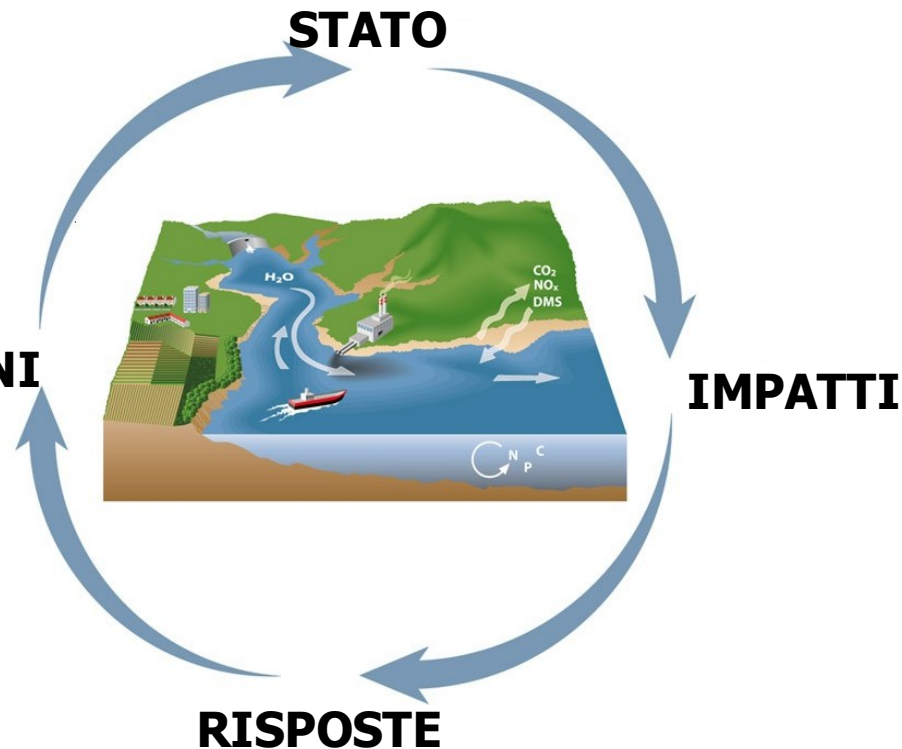 STATO
H₂O
CO₂
NOₓ
DMS
NI
IMPATTI
N C
P
RISPOSTE